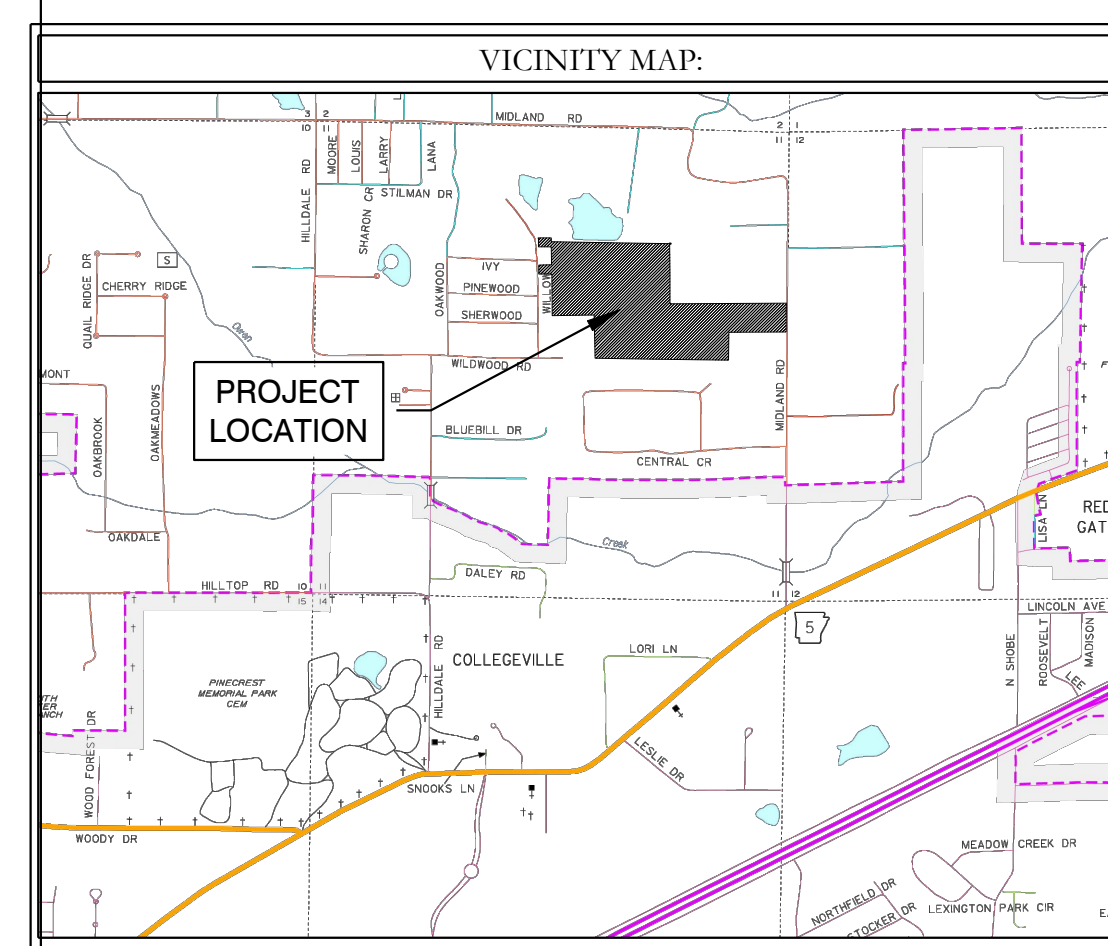 VICINITY MAP:
MIDLAND RD
3 2
10 11
2 1
11 12
HILLDALE RD
MOORE
LOUIS
LARRY
LANA
STILMAN DR
SHARON CR
S
QUAIL RIDGE DR
CHERRY RIDGE
OAKWOOD
IVY
PINEWOOD
SHERWOOD
WILLOW
WILDWOOD RD
Owen
MONT
OAKBROOK
OAKMEADOWS
PROJECT
LOCATION
BLUEBILL DR
MIDLAND RD
CENTRAL CR
F
LISA LN
RED
GAT
OAKDALE
Creek
DALEY RD
HILLTOP RD
10 11
15 14
11 12
5
LINCOLN AVE
N SHOBE
ROOSEVELT
MADISON
LEE
COLLEGEVILLE
LORI LN
HILLDALE RD
PINECREST
MEMORIAL PARK
CEM
TH
ER
NCH
WOOD FOREST DR
LESLIE DR
SNOOKS LN
WOODY DR
MEADOW CREEK DR
NORTHFIELD DR
STOCKER DR
LEXINGTON PARK CIR
E